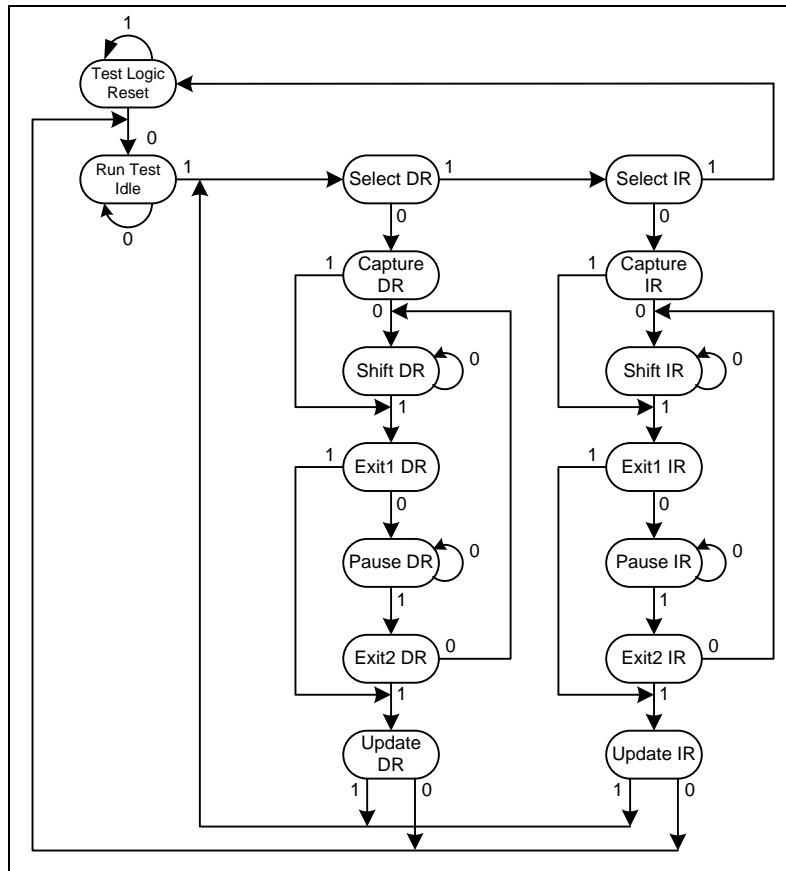 1
Test Logic
Reset
0
Run Test
Idle
1
0
Select DR
1
Select IR
1
0
0
1
Capture
DR
1
Capture
IR
0
0
Shift DR
0
Shift IR
0
1
1
1
Exit1 DR
1
Exit1 IR
0
0
Pause DR
0
Pause IR
0
1
1
Exit2 DR
0
Exit2 IR
0
1
1
Update
DR
Update IR
1
0
1
0